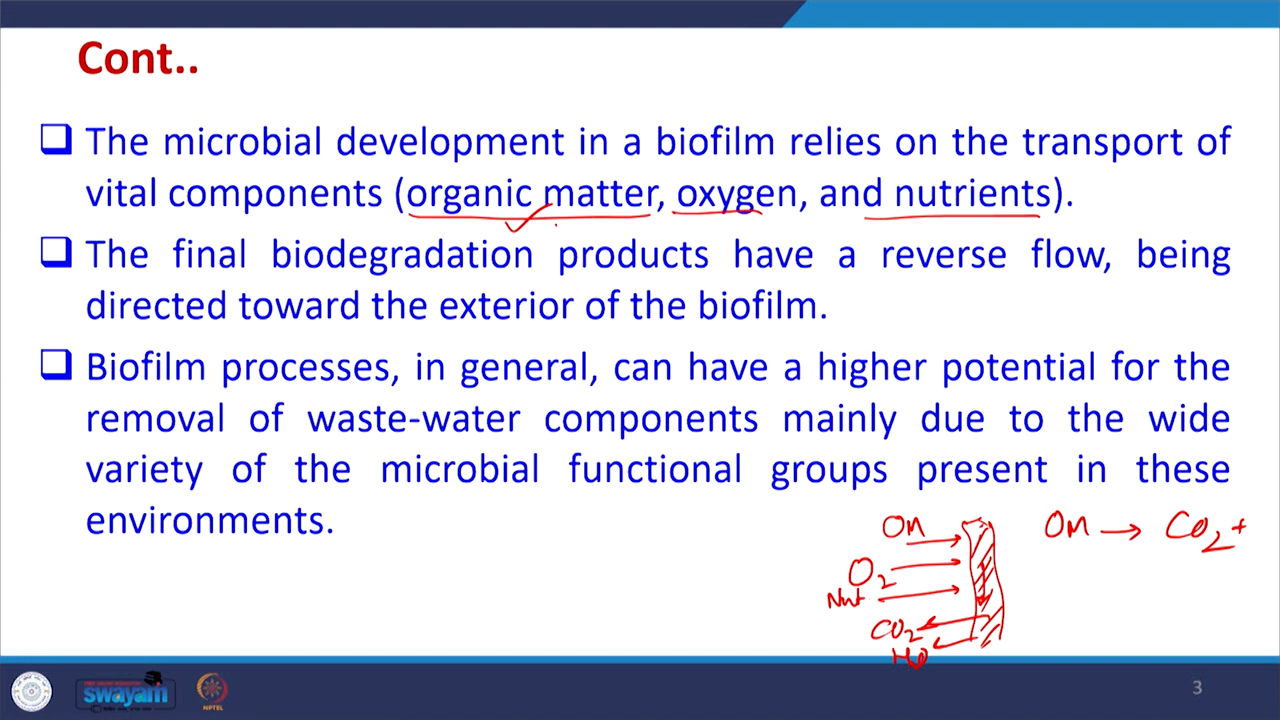 Cont..
❑ The microbial development in a biofilm relies on the transport of
vital components (organic matter, oxygen, and nutrients).
❑ The final biodegradation products have a reverse flow, being
directed toward the exterior of the biofilm.
❑ Biofilm processes, in general, can have a higher potential for the
removal of waste-water components mainly due to the wide
variety of the microbial functional groups present in these
environments.
OM
OM → CO2 +
O2
Nut
CO2
swayam
NPTEL
3